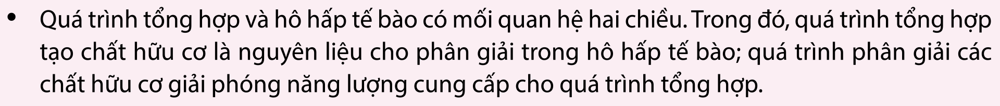 • Quá trình tổng hợp và hô hấp tế bào có mối quan hệ hai chiều. Trong đó, quá trình tổng hợp
tạo chất hữu cơ là nguyên liệu cho phân giải trong hô hấp tế bào; quá trình phân giải các
chất hữu cơ giải phóng năng lượng cung cấp cho quá trình tổng hợp.